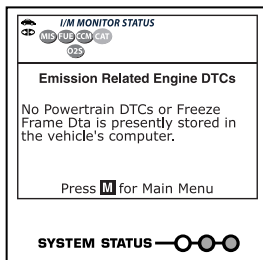 I/M MONITOR STATUS
MIS FUE CCM CAT
O2S
Emission Related Engine DTCs
No Powertrain DTCs or Freeze
Frame Dta is presently stored in
the vehicle's computer.
Press M for Main Menu
SYSTEM STATUS